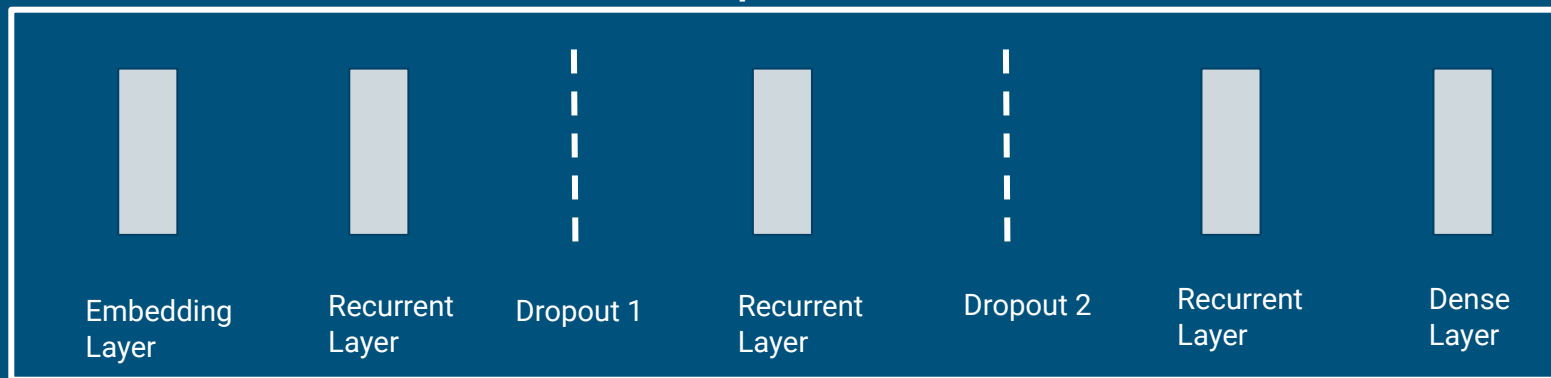 Embedding
Layer
Recurrent
Layer
Dropout 1
Recurrent
Layer
Dropout 2
Recurrent
Layer
Dense
Layer